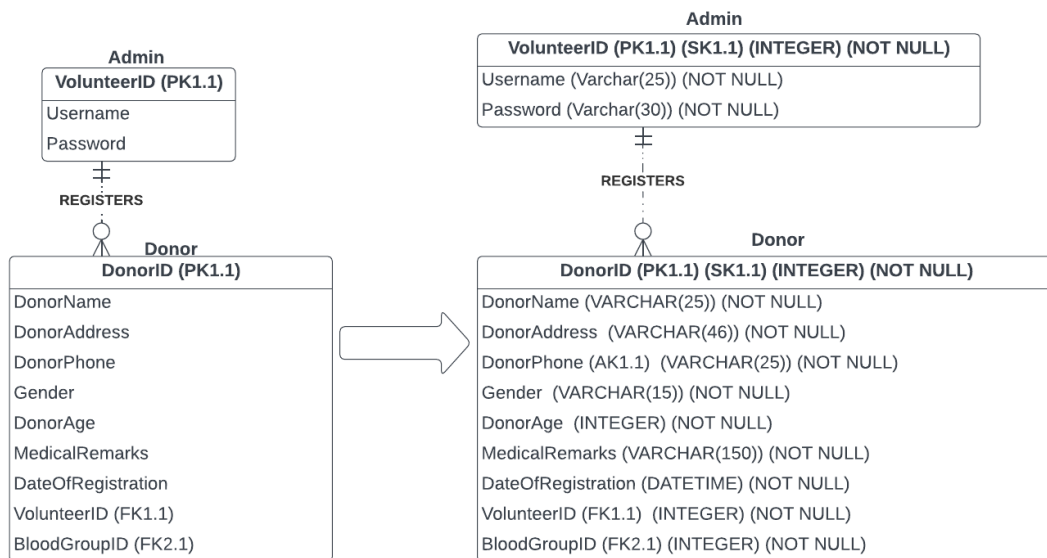 Admin
VolunteerID (PK1.1)
Username
Password
REGISTERS
Donor
DonorID (PK1.1)
DonorName
DonorAddress
DonorPhone
Gender
DonorAge
MedicalRemarks
DateOfRegistration
VolunteerID (FK1.1)
BloodGroupID (FK2.1)
Admin
VolunteerID (PK1.1) (SK1.1) (INTEGER) (NOT NULL)
Username (Varchar(25)) (NOT NULL)
Password (Varchar(30)) (NOT NULL)
REGISTERS
Donor
DonorID (PK1.1) (SK1.1) (INTEGER) (NOT NULL)
DonorName (VARCHAR(25)) (NOT NULL)
DonorAddress (VARCHAR(46)) (NOT NULL)
DonorPhone (AK1.1) (VARCHAR(25)) (NOT NULL)
Gender (VARCHAR(15)) (NOT NULL)
DonorAge (INTEGER) (NOT NULL)
MedicalRemarks (VARCHAR(150)) (NOT NULL)
DateOfRegistration (DATETIME) (NOT NULL)
VolunteerID (FK1.1) (INTEGER) (NOT NULL)
BloodGroupID (FK2.1) (INTEGER) (NOT NULL)